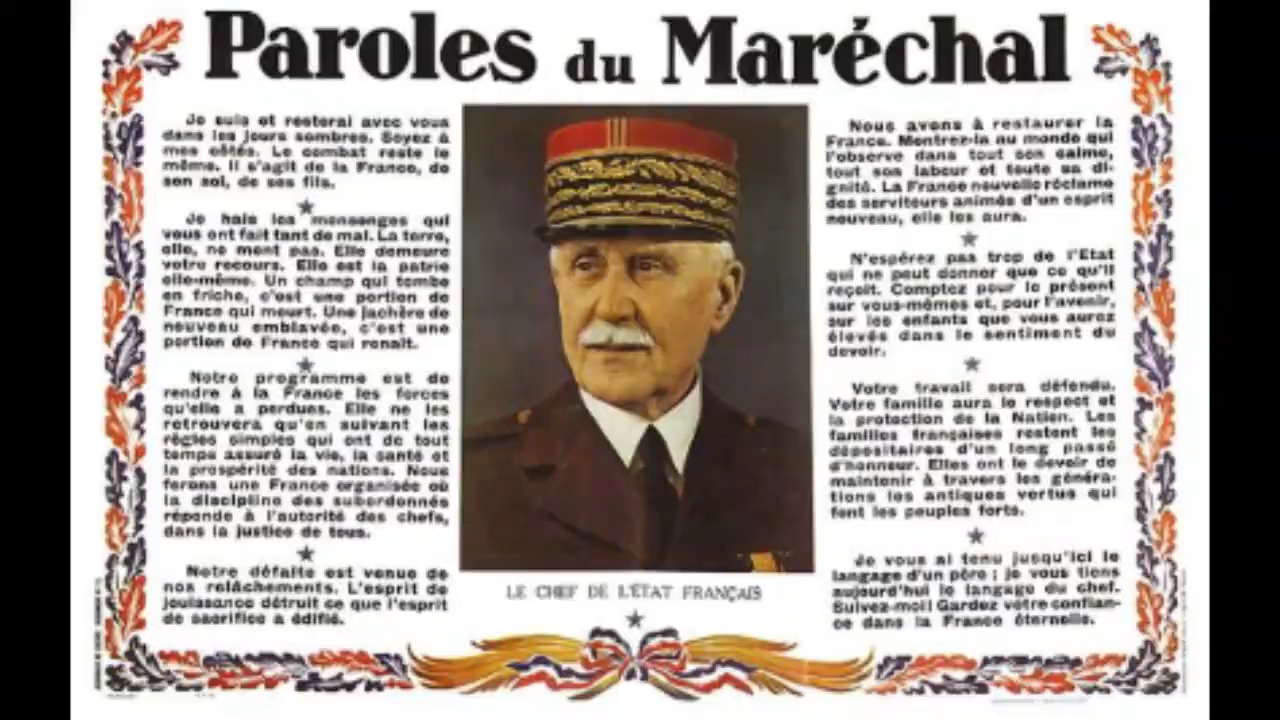 Paroles du Maréchal
Je suis et resterai avec vous
dans les jours sombres. Soyez à
mes côtés. Le combat reste le
même. Il s'agit de la France, de
son sol, de ses fils.
Je hais les mensonges qui
vous ont fait tant de mal. La terre,
elle, ne ment pas. Elle demeure
votre recours. Elle est la patrie
elle-même. Un champ qui tombe
en friche, c'est une portion de
France qui meurt. Une jachère de
nouveau emblavée, c'est une
portion de France qui renaît.
Notre programme est de
rendre à la France les forces
qu'elle a perdues. Elle ne les
retrouvera qu'en suivant les
règles simples qui ont de tout
temps assuré la vie, la santé et
la prospérité des nations. Nous
ferons une France organisée où
la discipline des subordonnés
réponde à l'autorité des chefs,
dans la justice de tous.
Notre défaite est venue de
nos relâchements. L'esprit de
jouissance détruit ce que l'esprit
de sacrifice a édifié.
LE CHEF DE L'ÉTAT FRANÇAIS
Nous avons à restaurer la
France. Montrez-la au monde qui
l'observe dans tout son calme,
tout son labeur et toute sa di-
gnité. La France nouvelle réclame
des serviteurs animés d'un esprit
nouveau, elle les aura.
N'espérez pas trop de l'Etat
qui ne peut donner que ce qu'il
reçoit. Comptez pour le présent
sur vous-mêmes et, pour l'avenir,
sur les enfants que vous aurez
élevés dans le sentiment du
devoir.
Votre travail sera défendu.
Votre famille aura le respect et
la protection de la Nation. Les
familles françaises restent les
dépositaires d'un long passé
d'honneur. Elles ont le devoir de
maintenir à travers les généra-
tions les antiques vertus qui
font les peuples forts.
Je vous ai tenu jusqu'ici le
langage d'un père ; je vous tiens
aujourd'hui le langage du chef.
Suivez-moi ! Gardez votre confian-
ce dans la France éternelle.